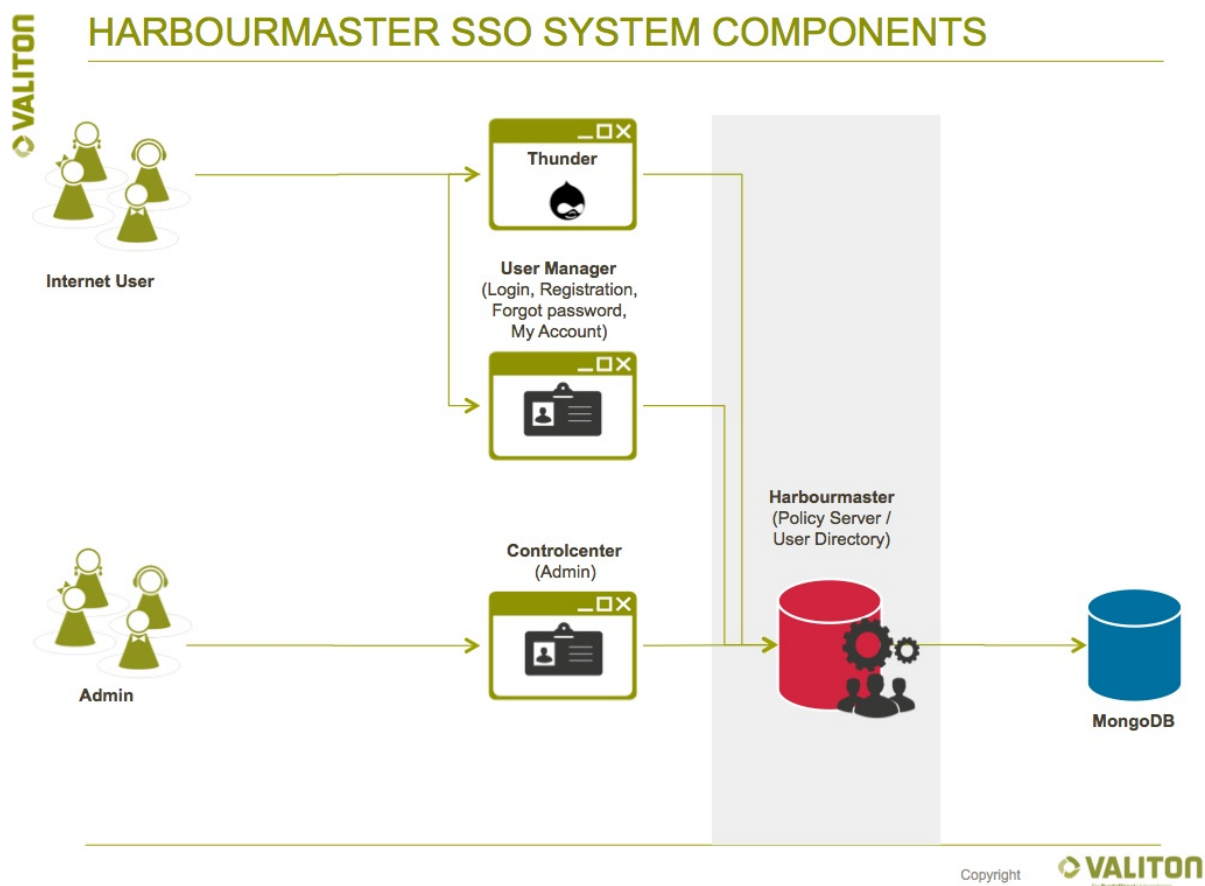 VALITON
HARBOURMASTER SSO SYSTEM COMPONENTS
Thunder
Internet User
User Manager
(Login, Registration,
Forgot password,
My Account)
Harbourmaster
(Policy Server /
User Directory)
Controlcenter
(Admin)
Admin
MongoDB
Copyright
VALITON